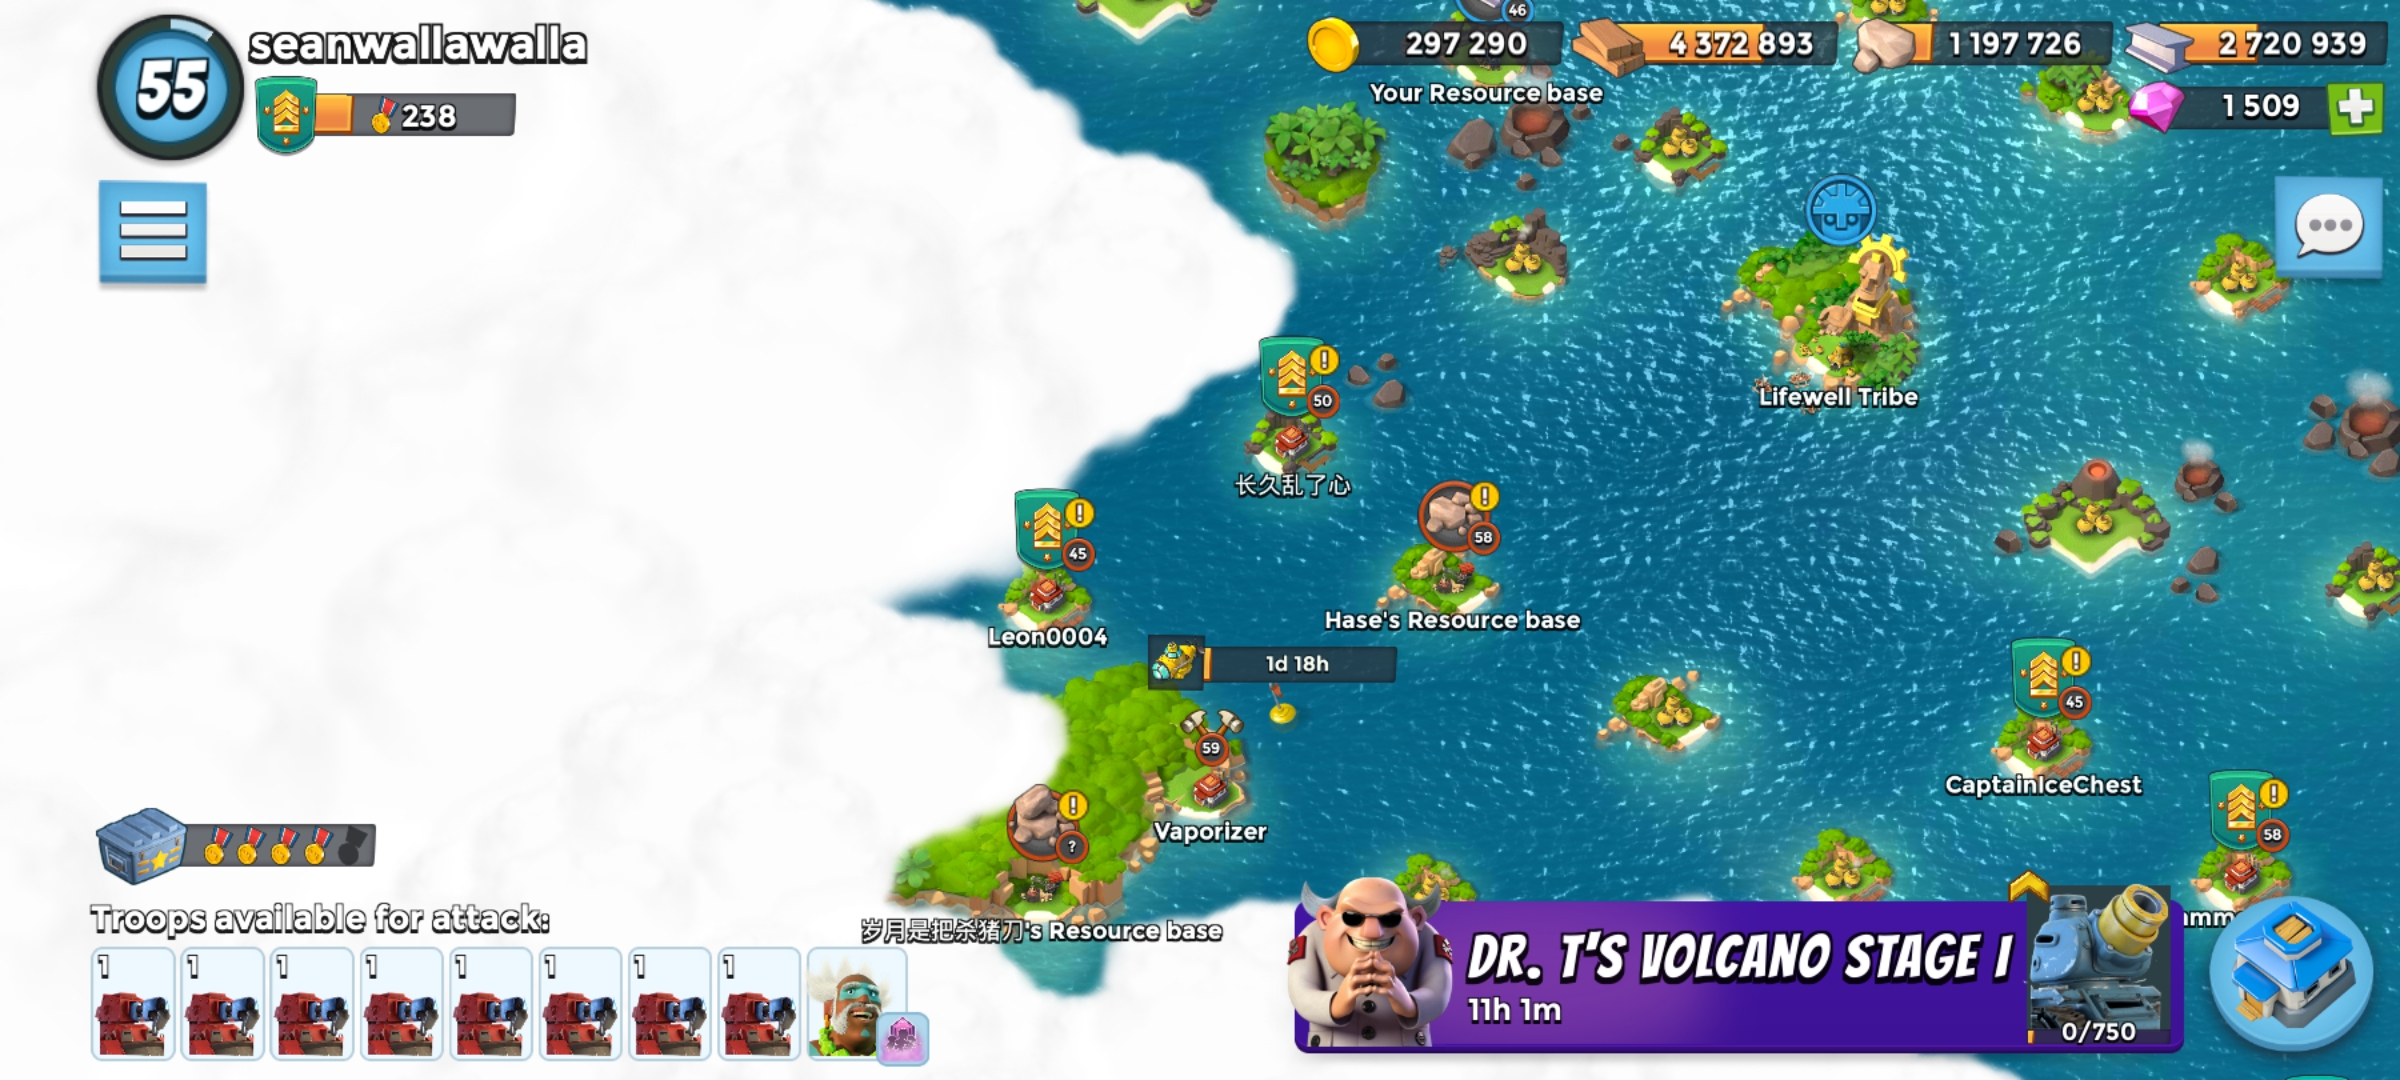 55
seanwallawalla
238
46
297 290
4 372 893
1 197 726
2 720 939
1 509
Your Resource base
Lifewell Tribe
50
长久乱了心
45
Leon0004
58
Hase's Resource base
1d 18h
59
Vaporizer
?
岁月是把杀猪刀's Resource base
45
CaptainIceChest
58
Troops available for attack:
1
1
1
1
1
1
1
1
DR. T'S VOLCANO STAGE I
11h 1m
0/750